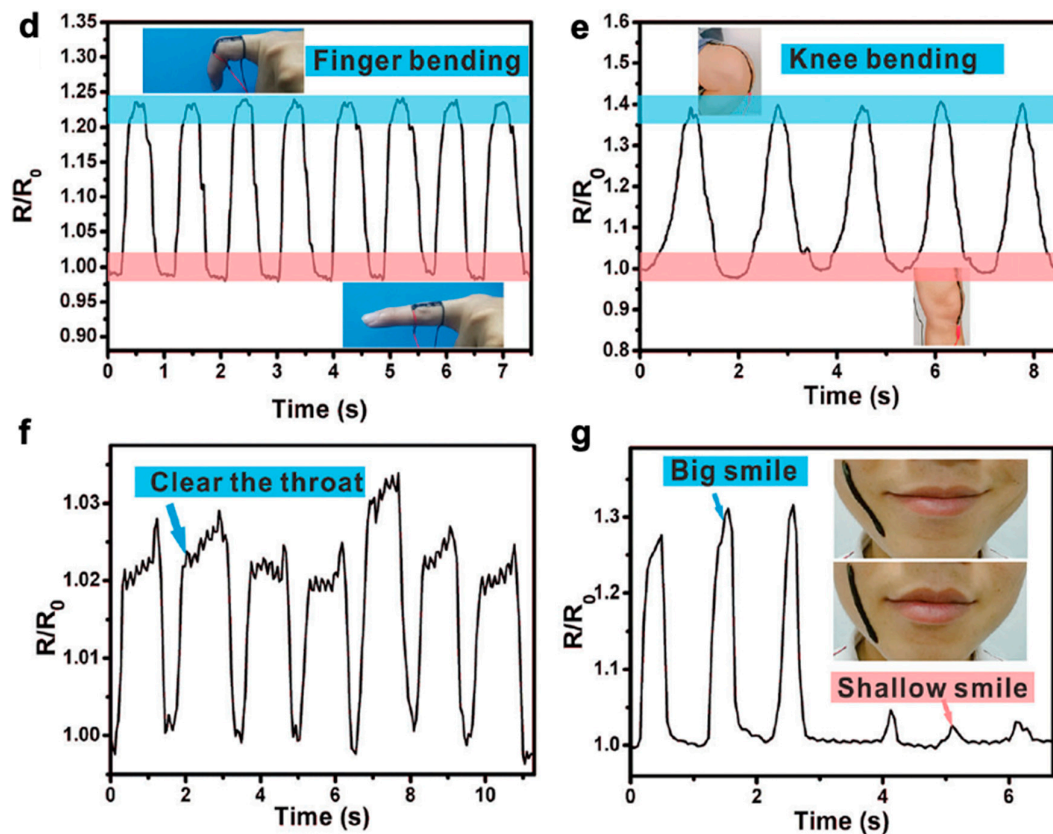 d
1.35
1.30
1.25
1.20
1.15
1.10
1.05
1.00
0.95
0.90
R/R0
Finger bending
0 1 2 3 4 5 6 7
Time (s)
e
1.6
1.5
1.4
1.3
1.2
1.1
1.0
0.9
0.8
R/R0
Knee bending
0 2 4 6 8
Time (s)
f
1.03
1.02
1.01
1.00
R/R0
Clear the throat
0 2 4 6 8 10
Time (s)
g
1.3
1.2
1.1
1.0
R/R0
Big smile
Shallow smile
0 2 4 6
Time (s)